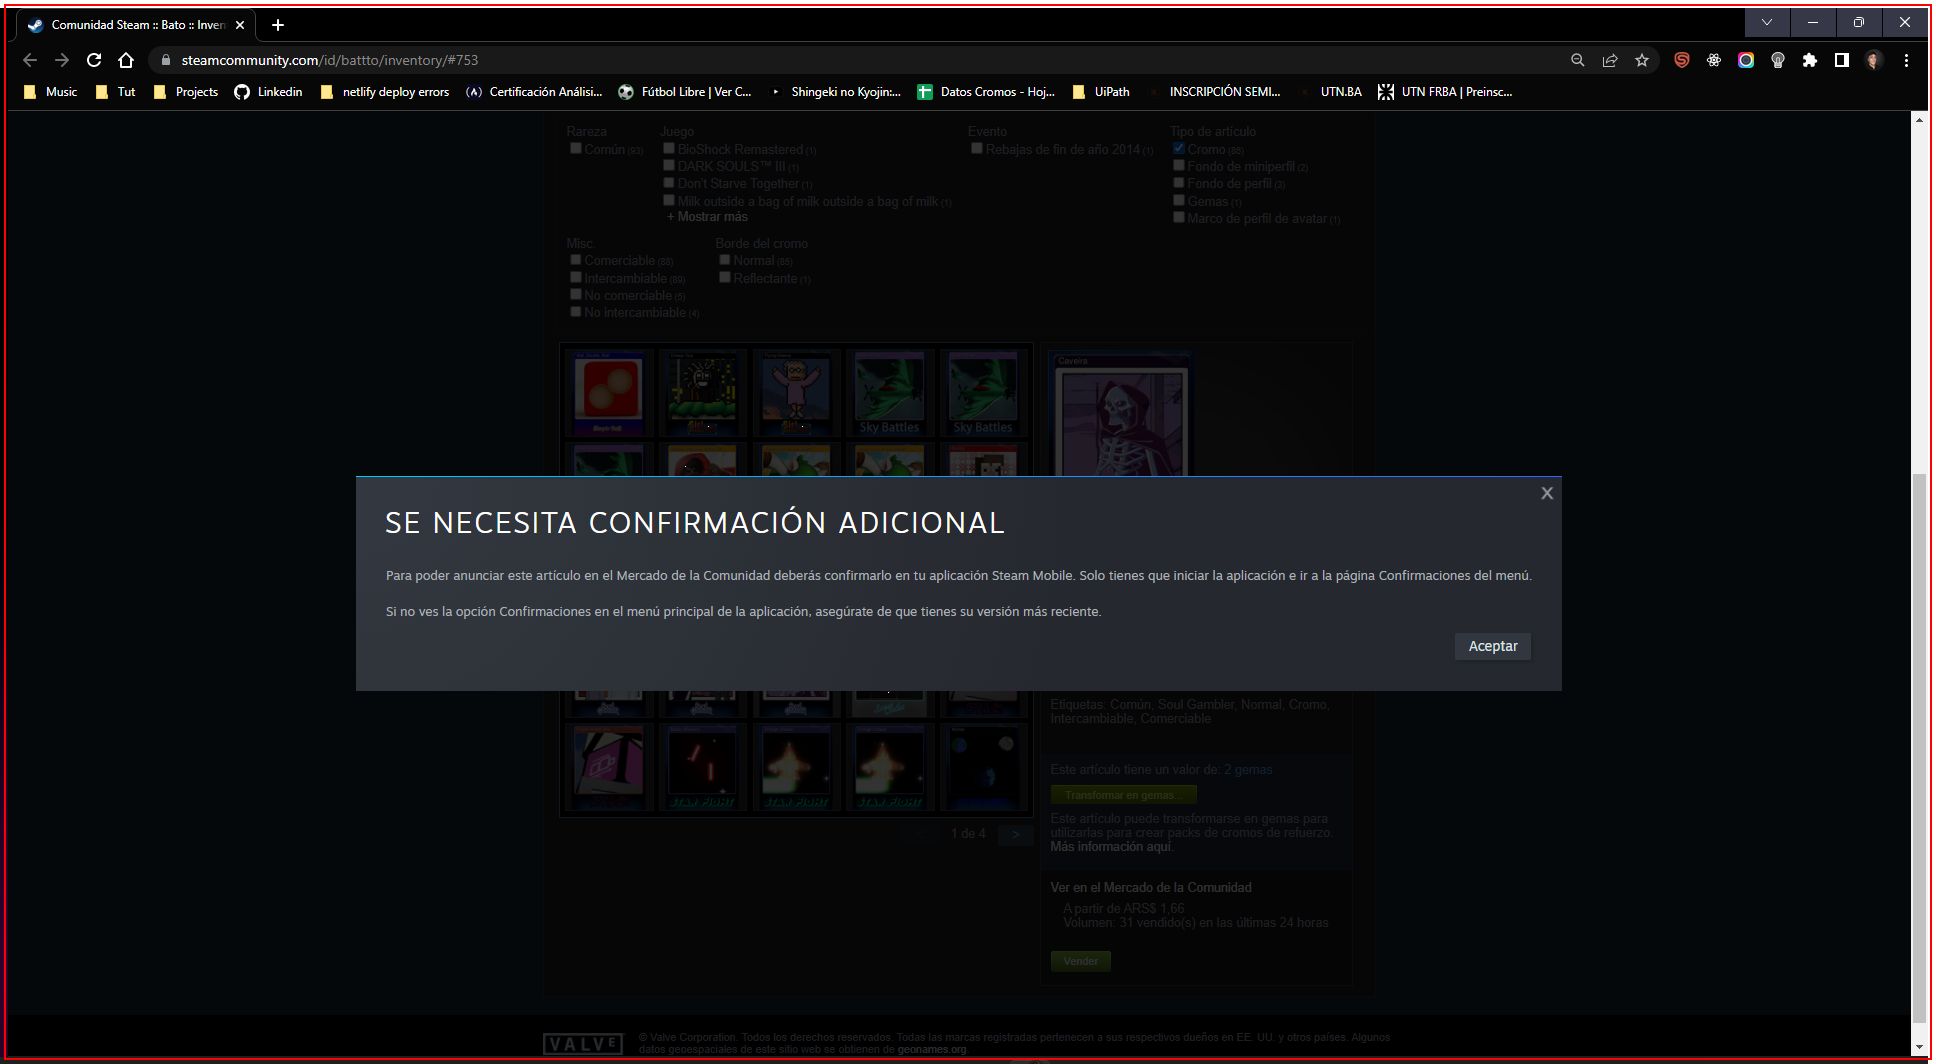 Comunidad Steam :: Bato :: Inven
steamcommunity.com/id/battto/inventory/#753
Music Tut Projects Linkedin netlify deploy errors Certificación Análisi... Fútbol Libre | Ver C... Shingeki no Kyojin:... Datos Cromos - Hoj... UiPath INSCRIPCIÓN SEMI... UTN.BA UTN FRBA | Preinsc...
Rareza Juego Evento Tipo de artículo
Común (93) BioShock Remastered (1) Rebajas de fin de año 2014 (1) Cromo (86)
DARK SOULS™ III (1) Fondo de miniperfil (2)
Don't Starve Together (1) Fondo de perfil (3)
Milk outside a bag of milk outside a bag of milk (1) Gemas (1)
+ Mostrar más Marco de perfil de avatar (1)
Misc. Borde del cromo
Comerciable (88) Normal (85)
Intercambiable (89) Reflectante (1)
No comerciable (5)
No intercambiable (4)
Caveira
Sky Battles Sky Battles
X
SE NECESITA CONFIRMACIÓN ADICIONAL
Para poder anunciar este artículo en el Mercado de la Comunidad deberás confirmarlo en tu aplicación Steam Mobile. Solo tienes que iniciar la aplicación e ir a la página Confirmaciones del menú.
Si no ves la opción Confirmaciones en el menú principal de la aplicación, asegúrate de que tienes su versión más reciente.
Aceptar
Etiquetas: Común, Soul Gambler, Normal, Cromo,
Intercambiable, Comerciable
Este artículo tiene un valor de: 2 gemas
Transformar en gemas...
STAR FIGHT STAR FIGHT STAR FIGHT
Este artículo puede transformarse en gemas para
utilizarlas para crear packs de cromos de refuerzo.
Más información aquí.
1 de 4 >
Ver en el Mercado de la Comunidad
A partir de ARS$ 1,66
Volumen: 31 vendido(s) en las últimas 24 horas
Vender
VALVE
© Valve Corporation. Todos los derechos reservados. Todas las marcas registradas pertenecen a sus respectivos dueños en EE. UU. y otros países. Algunos
datos geoespaciales de este sitio web se obtienen de geonames.org.